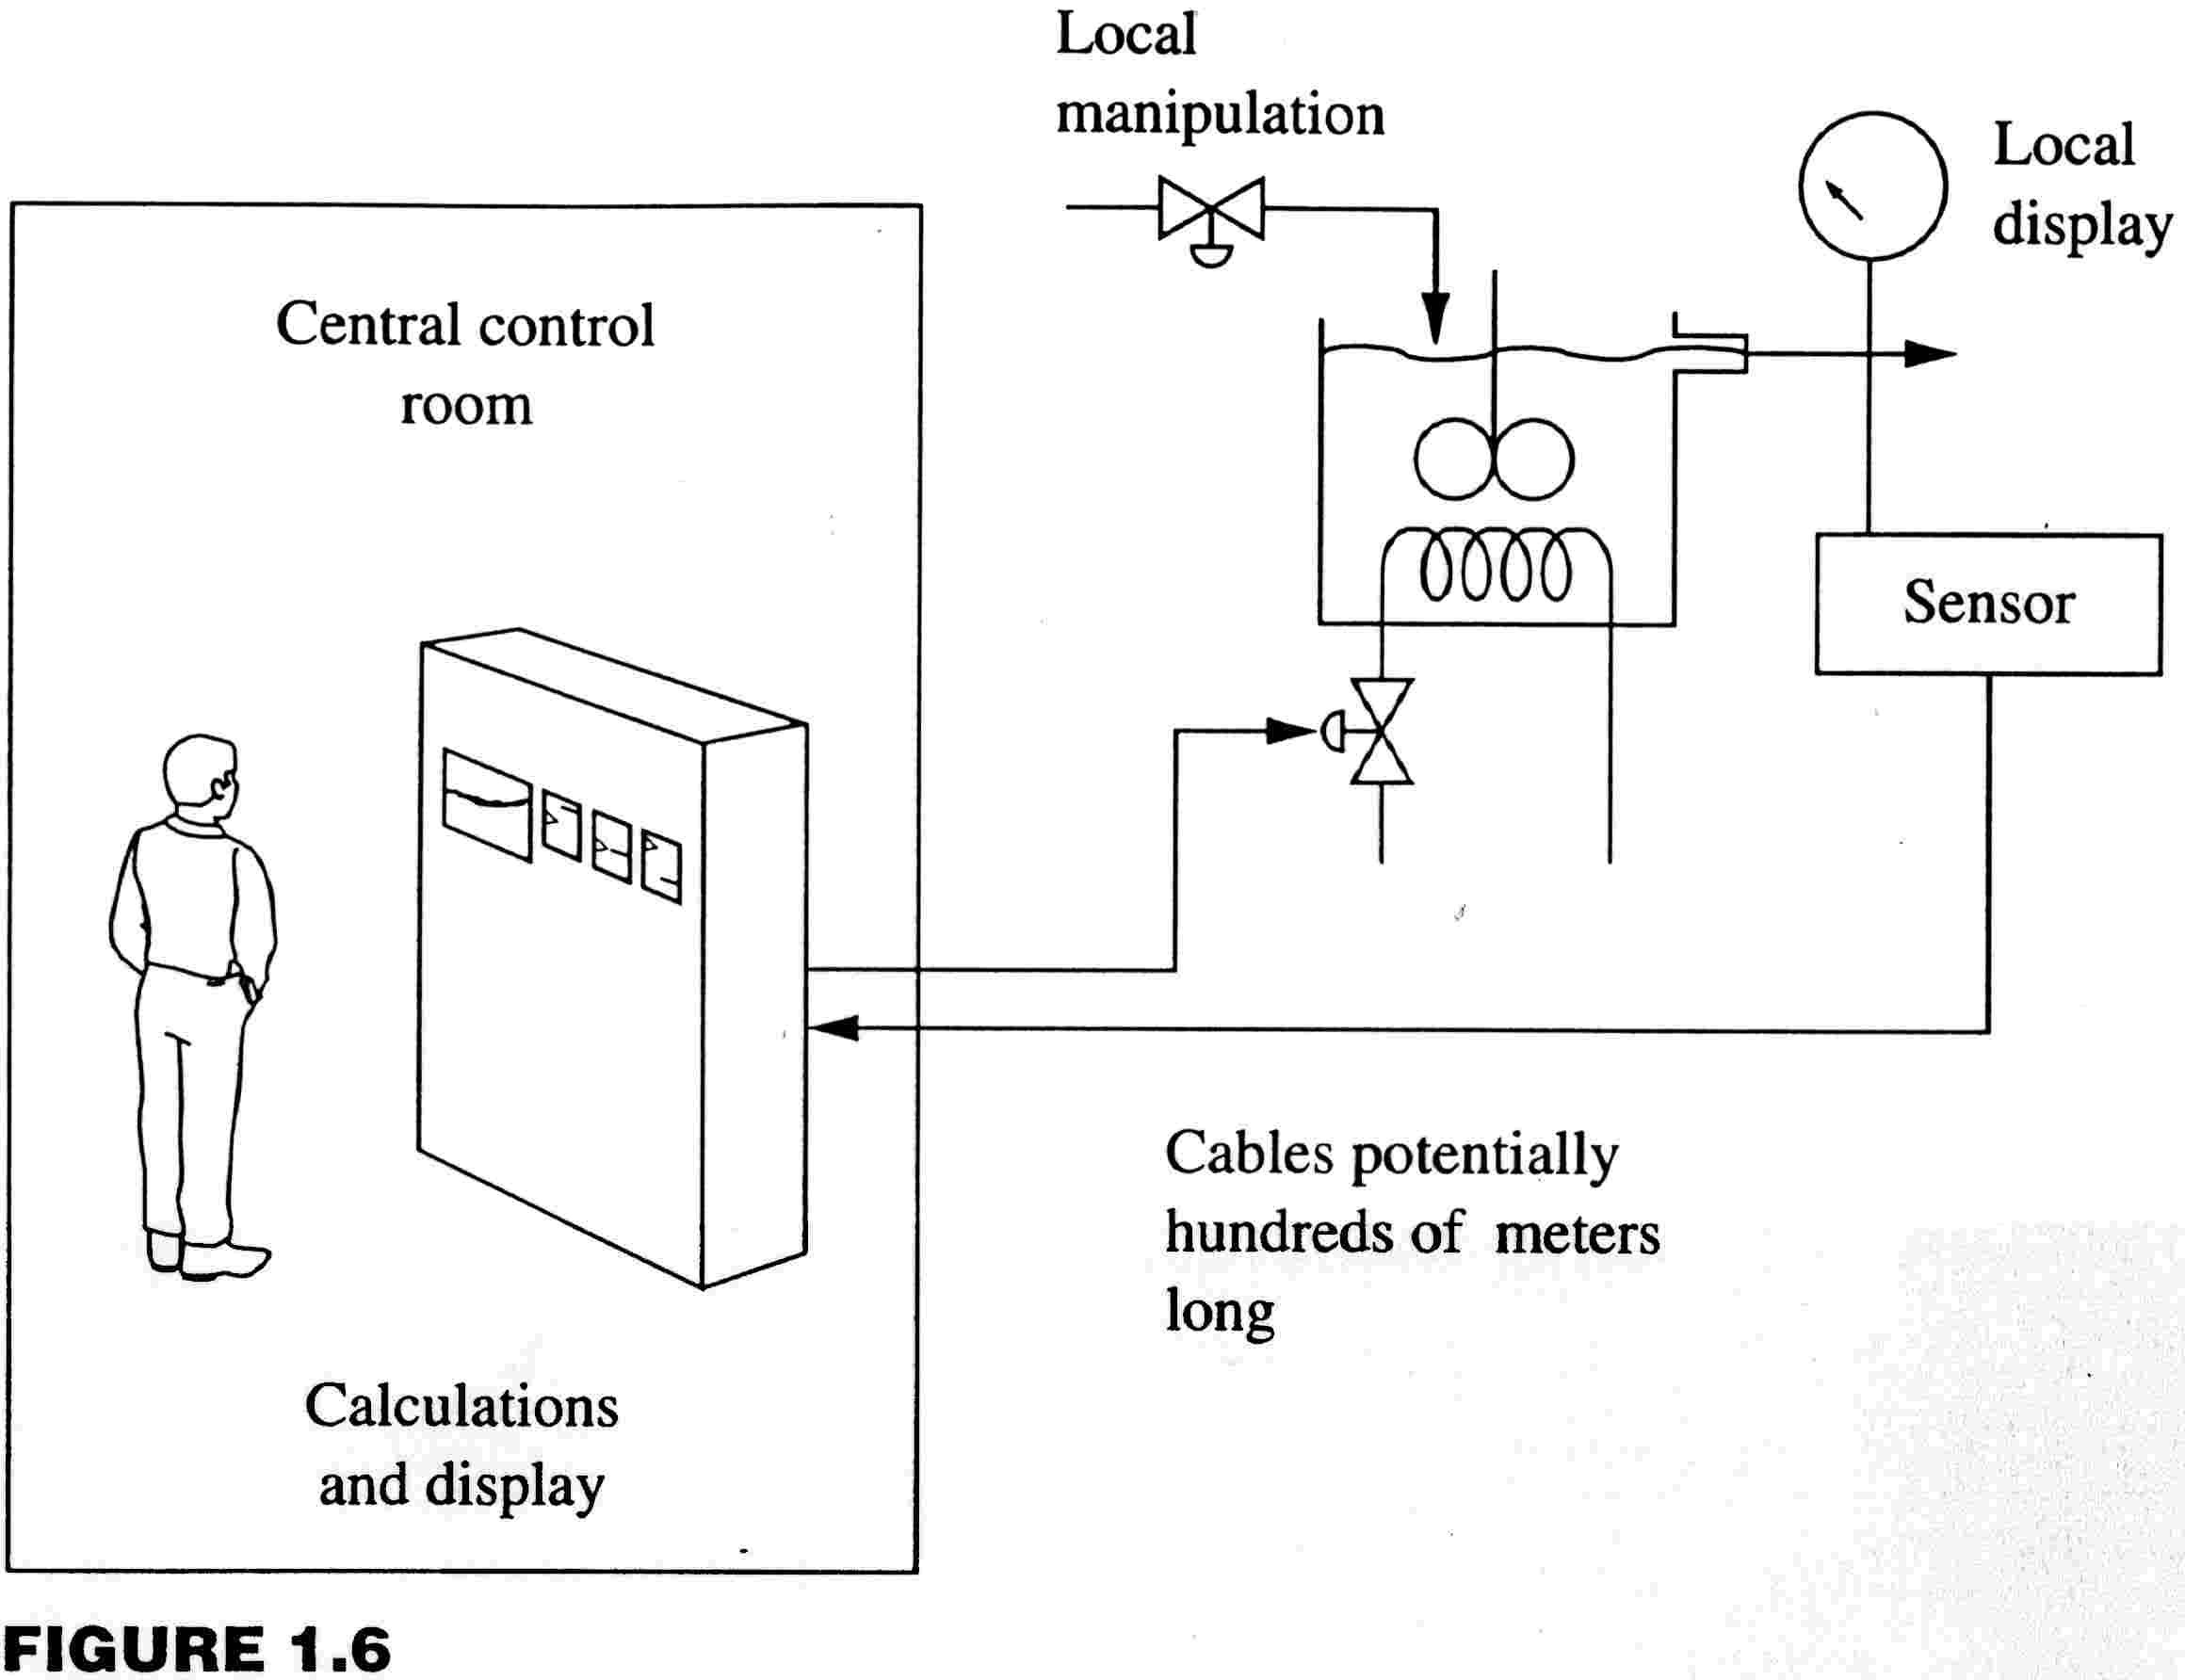 Local
manipulation
Local
display
Central control
room
Sensor
Cables potentially
hundreds of meters
long
Calculations
and display
FIGURE 1.6